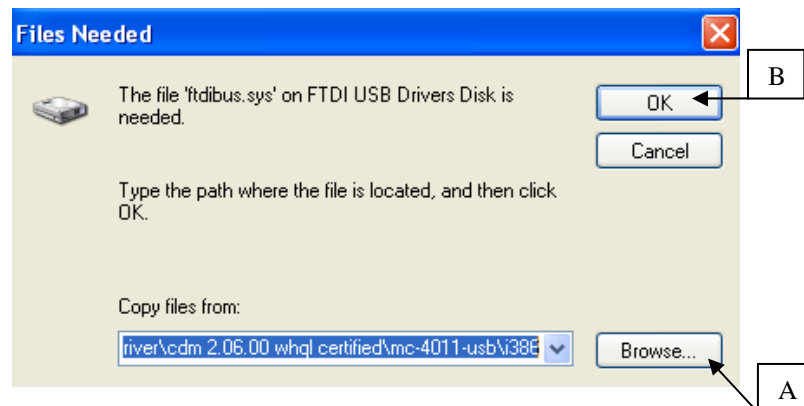 Files Needed
B
The file 'ftdibus.sys' on FTDI USB Drivers Disk is
needed.
OK
Cancel
Type the path where the file is located, and then click
OK.
Copy files from:
river\cdm 2.06.00 whql certified\mc-4011-usb\i386
Browse...
A